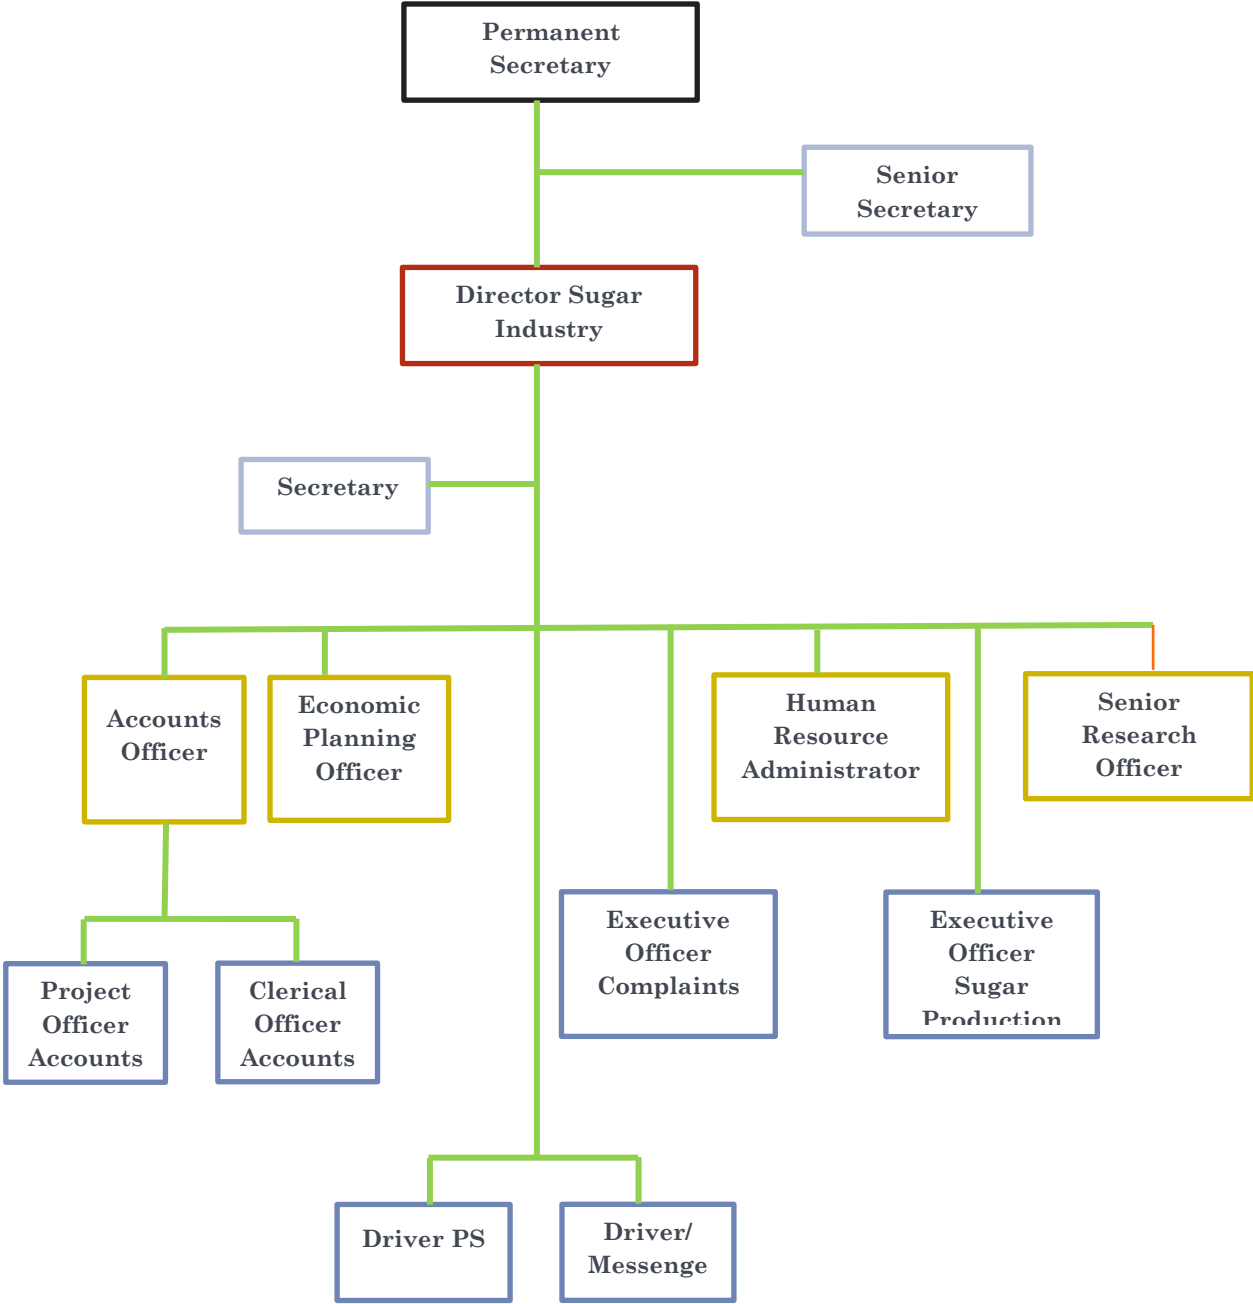 Permanent
Secretary
Senior
Secretary
Director Sugar
Industry
Secretary
Accounts
Officer
Economic
Planning
Officer
Human
Resource
Administrator
Senior
Research
Officer
Project
Officer
Accounts
Clerical
Officer
Accounts
Executive
Officer
Complaints
Executive
Officer
Sugar
Production
Driver PS
Driver/
Messenge